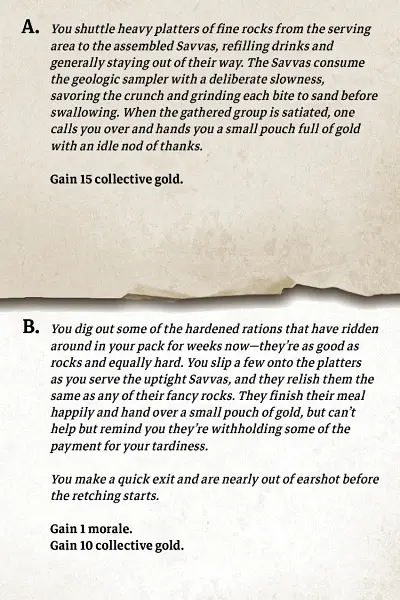 A. You shuttle heavy platters of fine rocks from the serving
area to the assembled Savvas, refilling drinks and
generally staying out of their way. The Savvas consume
the geologic sampler with a deliberate slowness,
savoring the crunch and grinding each bite to sand before
swallowing. When the gathered group is satiated, one
calls you over and hands you a small pouch full of gold
with an idle nod of thanks.
Gain 15 collective gold.
B. You dig out some of the hardened rations that have ridden
around in your pack for weeks now—they're as good as
rocks and equally hard. You slip a few onto the platters
as you serve the uptight Savvas, and they relish them the
same as any of their fancy rocks. They finish their meal
happily and hand over a small pouch of gold, but can't
help but remind you they're withholding some of the
payment for your tardiness.
You make a quick exit and are nearly out of earshot before
the retching starts.
Gain 1 morale.
Gain 10 collective gold.